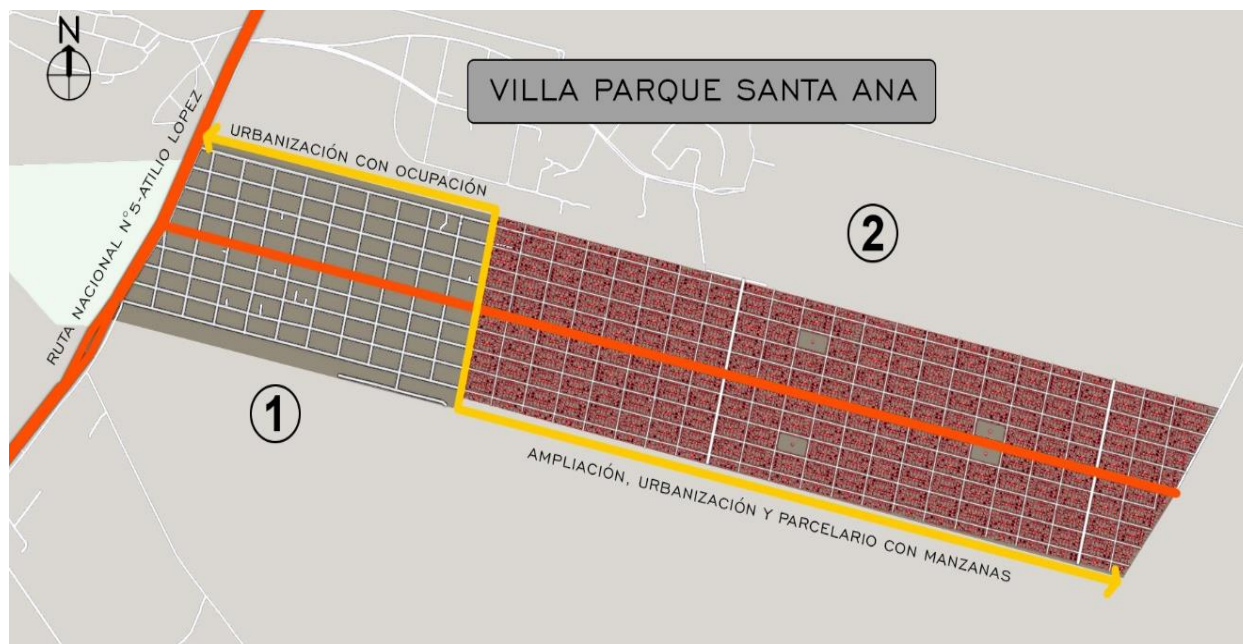 N
VILLA PARQUE SANTA ANA
RUTA NACIONAL N°5-ATILIO LOPEZ
URBANIZACIÓN CON OCUPACIÓN
2
1
AMPLIACIÓN, URBANIZACIÓN Y PARCELARIO CON MANZANAS